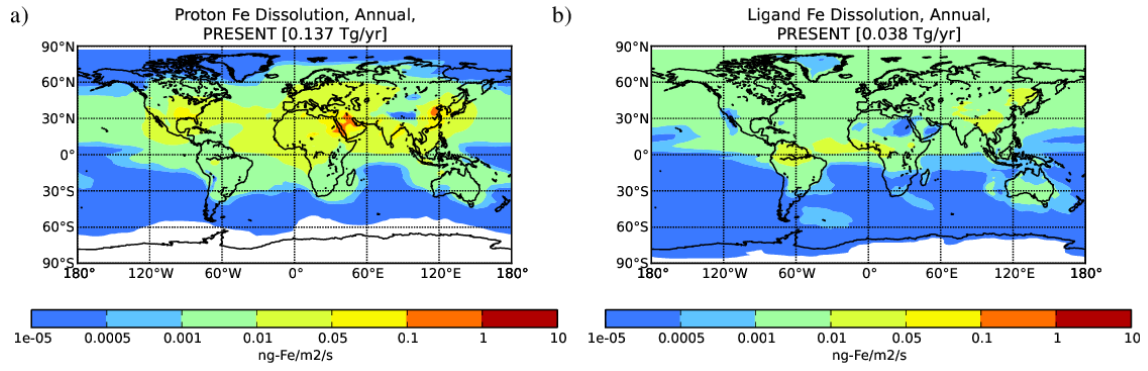 a)
Proton Fe Dissolution, Annual,
PRESENT [0.137 Tg/yr]
90°N
60°N
30°N
0°
30°S
60°S
90°S
180° 120°W 60°W 0° 60°E 120°E 180°
1e-05 0.0005 0.001 0.01 0.05 0.1 1 10
ng-Fe/m2/s
b)
Ligand Fe Dissolution, Annual,
PRESENT [0.038 Tg/yr]
90°N
60°N
30°N
0°
30°S
60°S
90°S
180° 120°W 60°W 0° 60°E 120°E 180°
1e-05 0.0005 0.001 0.01 0.05 0.1 1 10
ng-Fe/m2/s